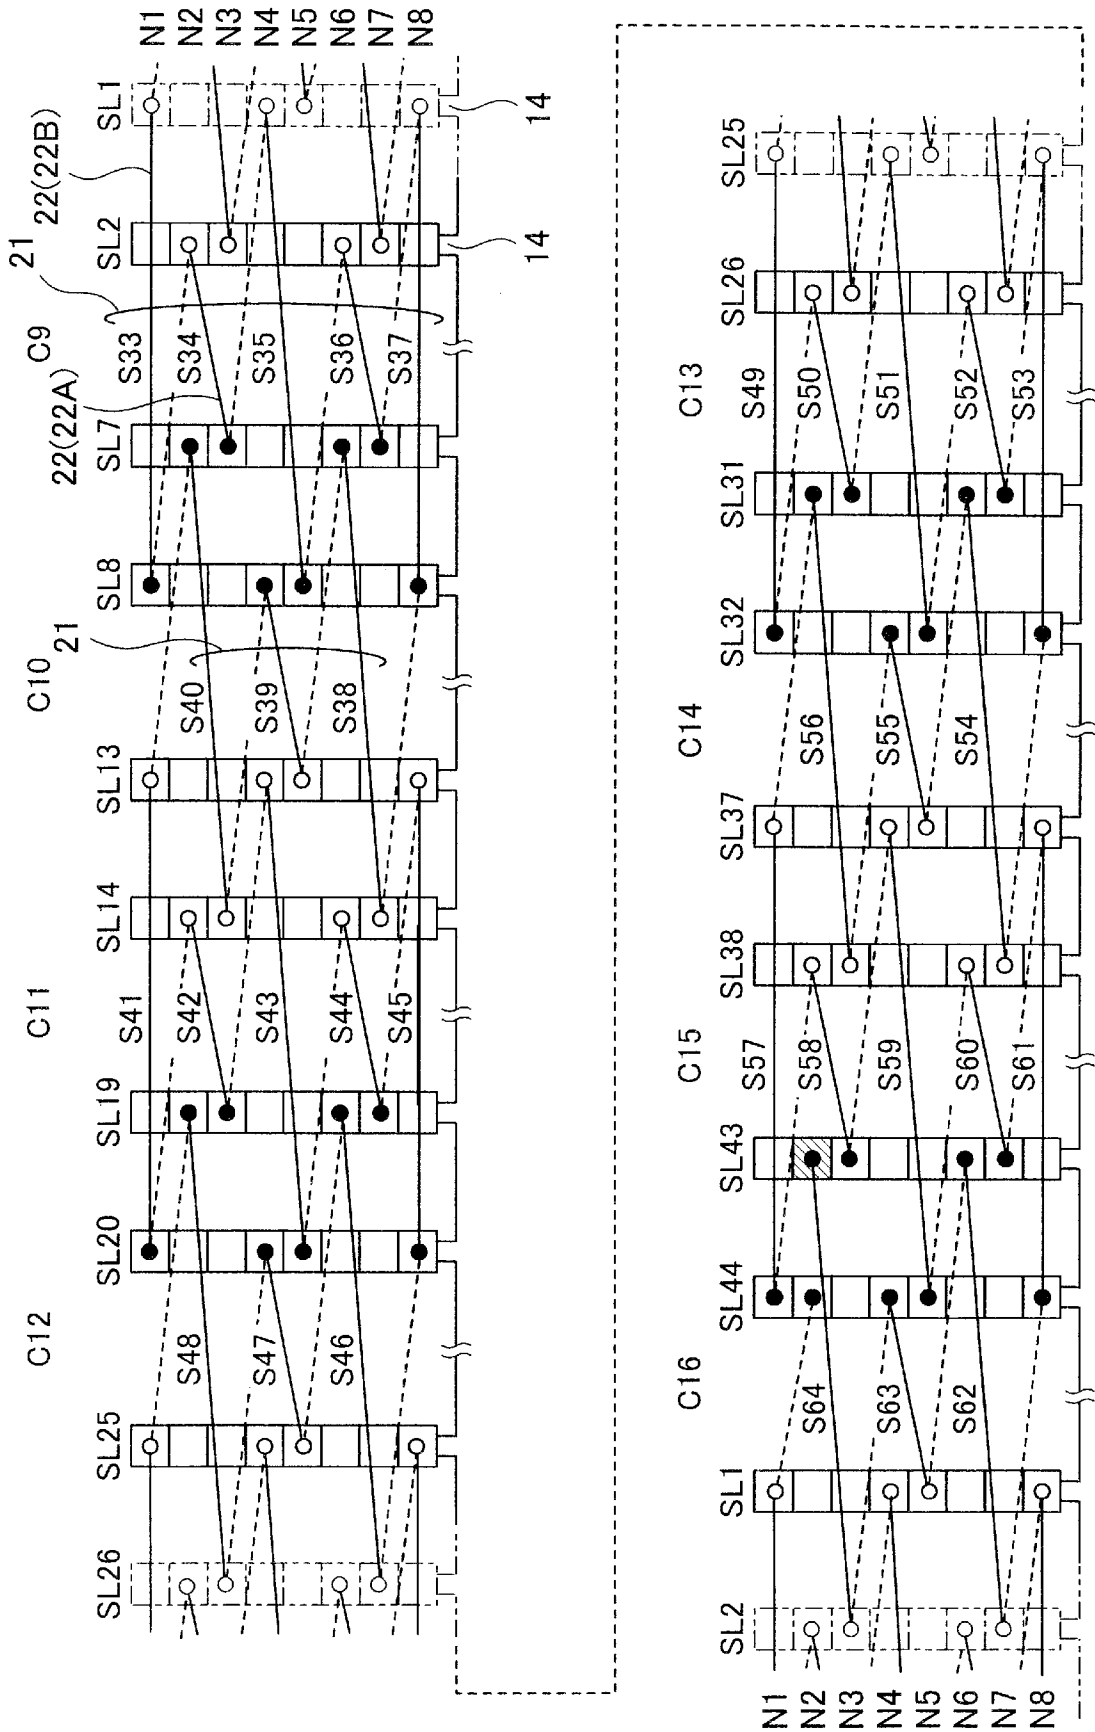 C12
C11
C10
C9
21
21
22(22A)
22(22B)
SL26
SL25
SL20
SL19
SL14
SL13
SL8
SL7
SL2
SL1
N1
N2
N3
N4
N5
N6
N7
N8
S48
S47
S46
S41
S42
S43
S44
S45
S40
S39
S38
S33
S34
S35
S36
S37
14
14
C16
C15
C14
C13
SL2
SL1
SL44
SL43
SL38
SL37
SL32
SL31
SL26
SL25
N1
N2
N3
N4
N5
N6
N7
N8
S64
S63
S62
S57
S58
S59
S60
S61
S56
S55
S54
S49
S50
S51
S52
S53